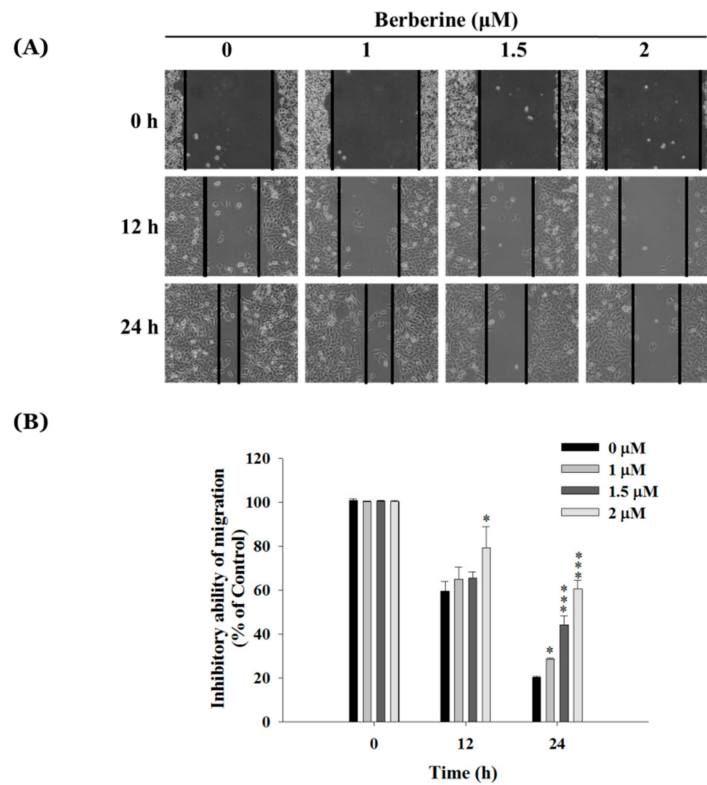 Berberine (μM)
(A) 0 1 1.5 2
0 h
12 h
24 h
(B)
0 μM
1 μM
1.5 μM
2 μM
Inhibitory ability of migration
(% of Control)
120
100
80
60
40
20
0
*
*
***
***
0 12 24
Time (h)